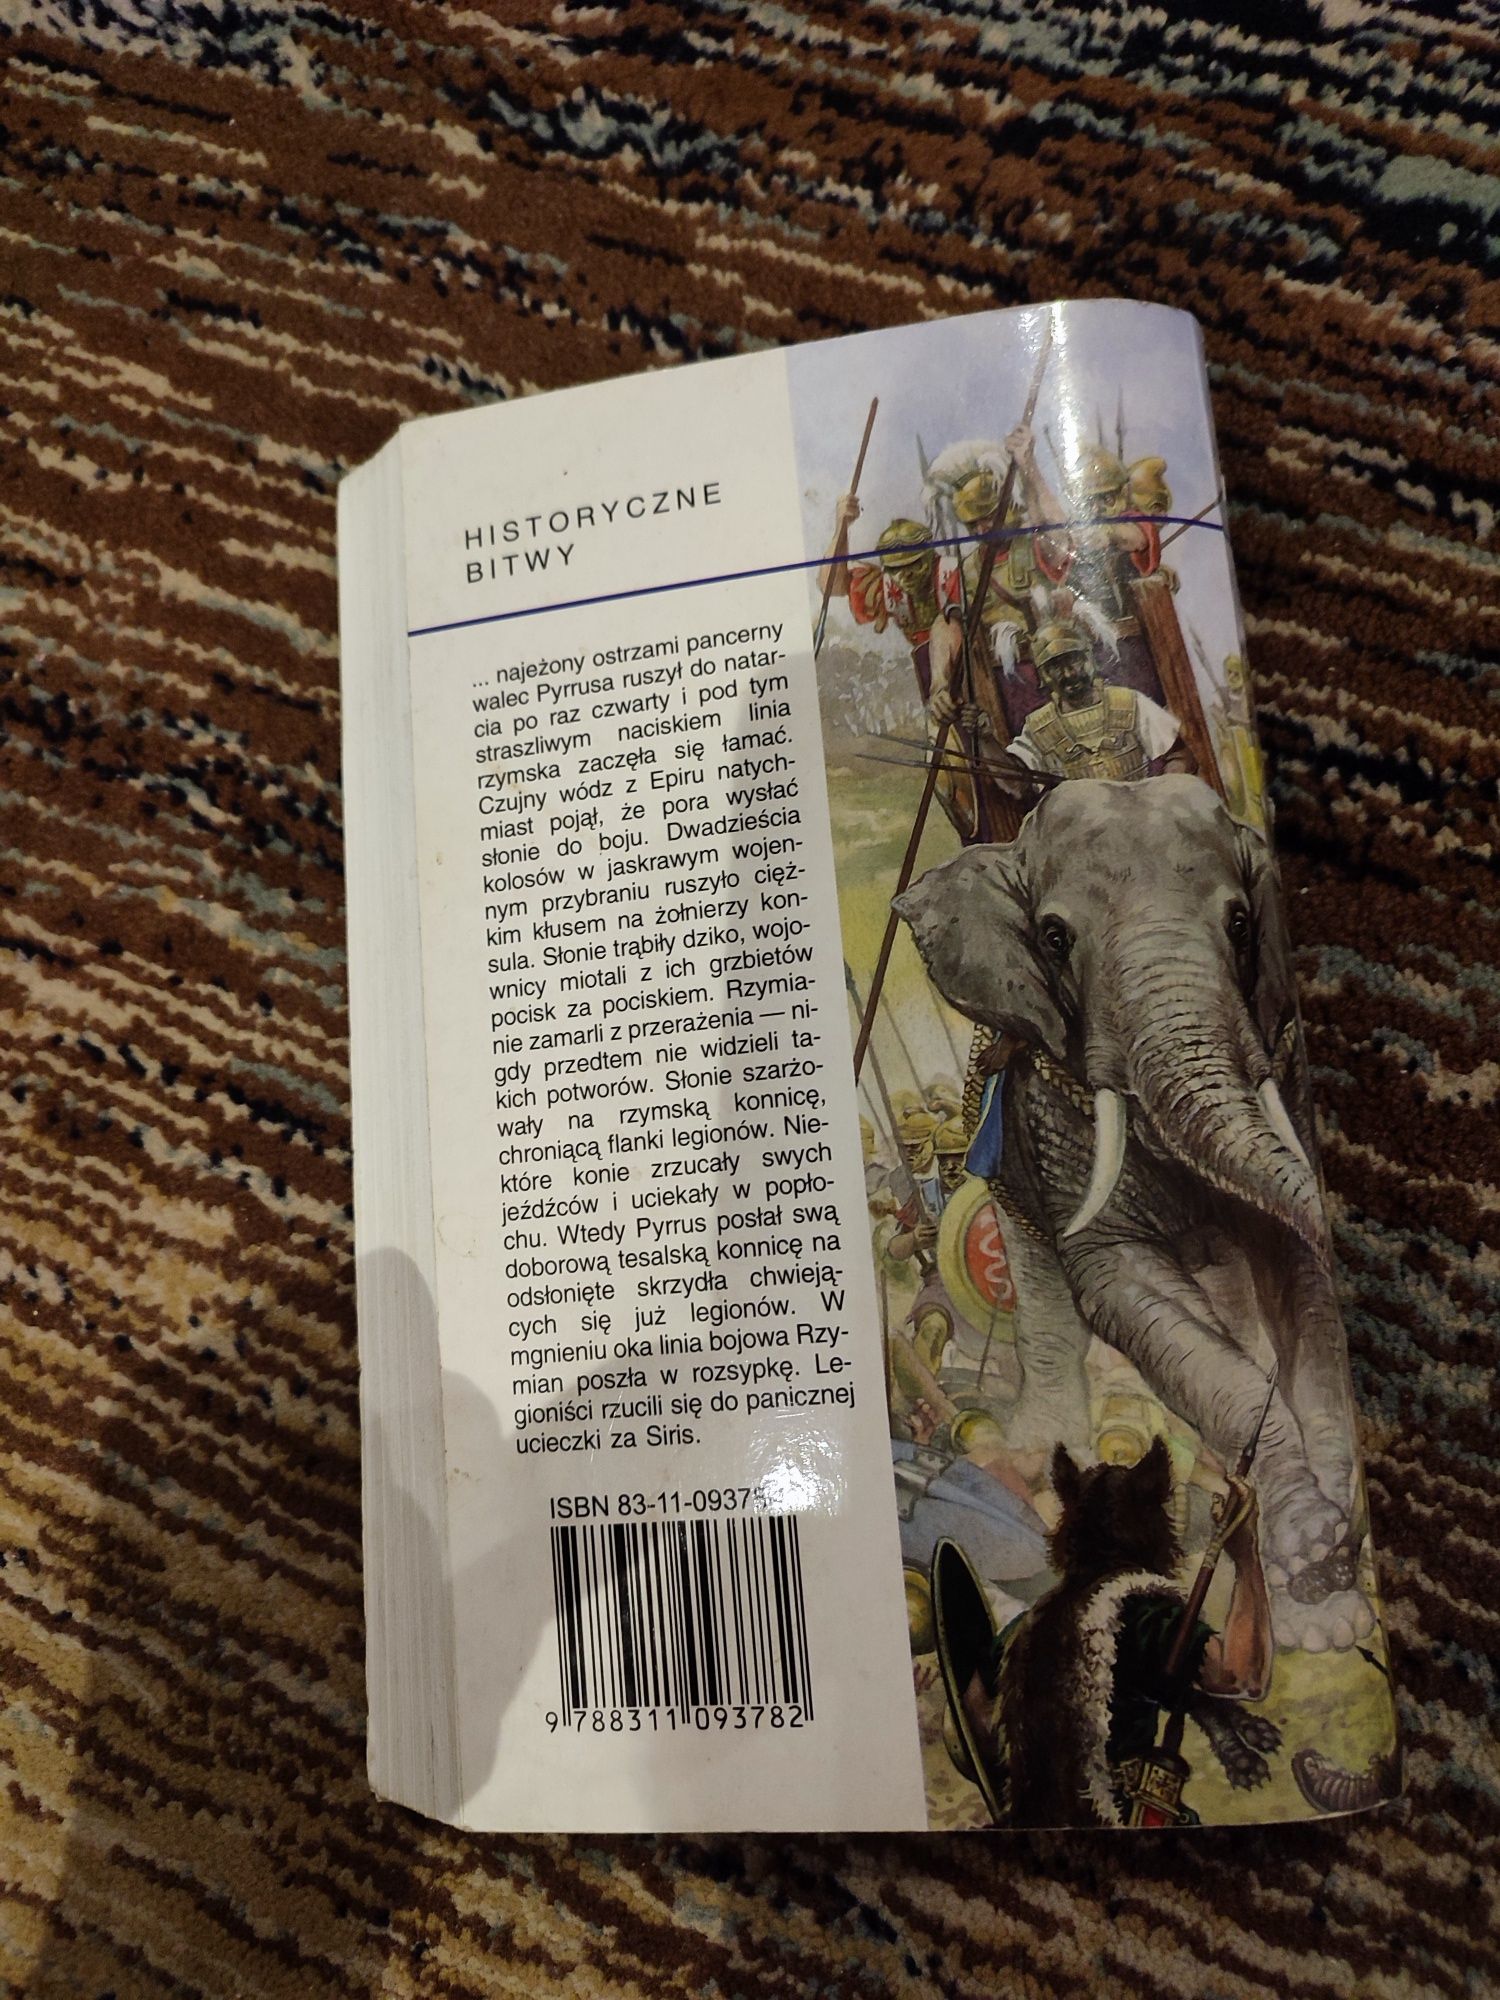 HISTORYCZNE
BITWY
... najeżony ostrzami pancerny
walec Pyrrusa ruszył do natar-
cia po raz czwarty i pod tym
straszliwym naciskiem linia
rzymska zaczęła się łamać.
Czujny wódz z Epiru natych-
miast pojął, że pora wysłać
słonie do boju. Dwadzieścia
kolosów w jaskrawym wojen-
nym przybraniu ruszyło cięż-
kim kłusem na żołnierzy kon-
sula. Słonie trąbiły dziko, wojo-
wnicy miotali z ich grzbietów
pocisk za pociskiem. Rzymia-
nie zamarli z przerażenia — ni-
gdy przedtem nie widzieli ta-
kich potworów. Słonie szarżo-
wały na rzymską konnicę,
chroniącą flanki legionów. Nie-
które konie zrzucały swych
jeźdźców i uciekały w popło-
chu. Wtedy Pyrrus posłał swą
doborową tesalską konnicę na
odsłonięte skrzydła chwieją-
cych się już legionów. W
mgnieniu oka linia bojowa Rzy-
mian poszła w rozsypkę. Le-
gioniści rzucili się do panicznej
ucieczki za Siris.
ISBN 83-11-0937
9 788311 093782